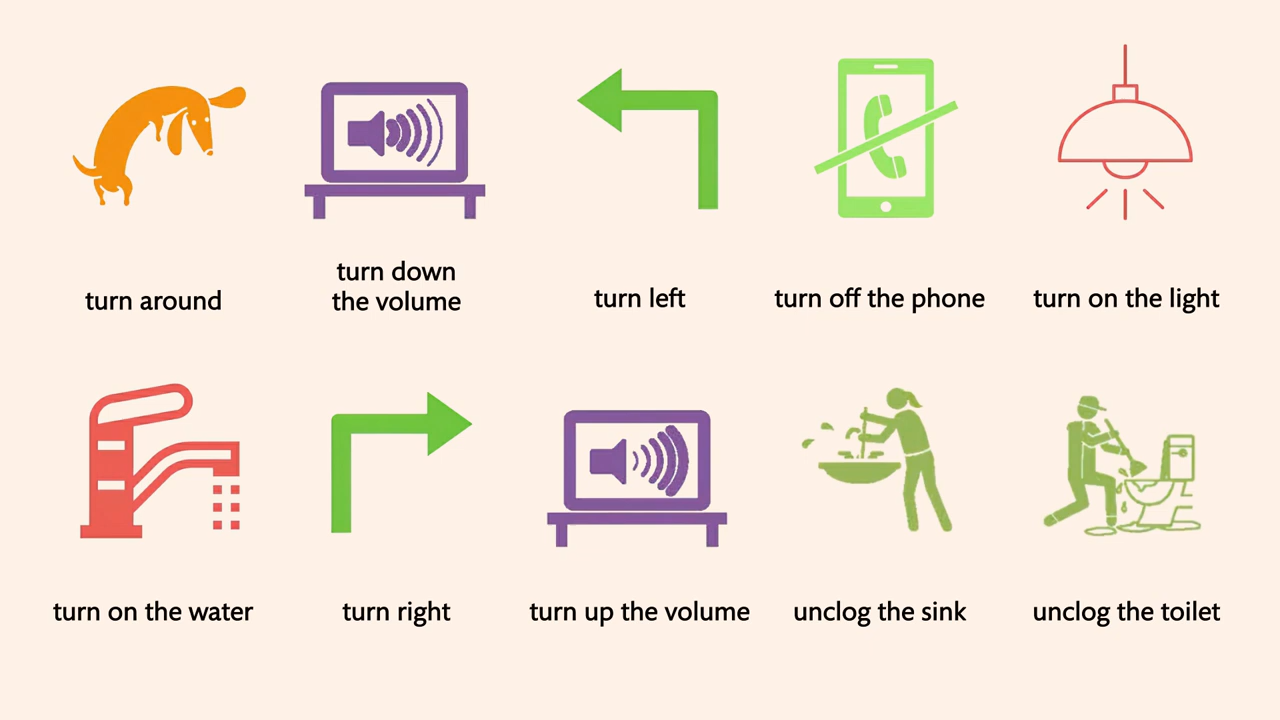 turn around
turn down
the volume
turn left
turn off the phone
turn on the light
turn on the water
turn right
turn up the volume
unclog the sink
unclog the toilet